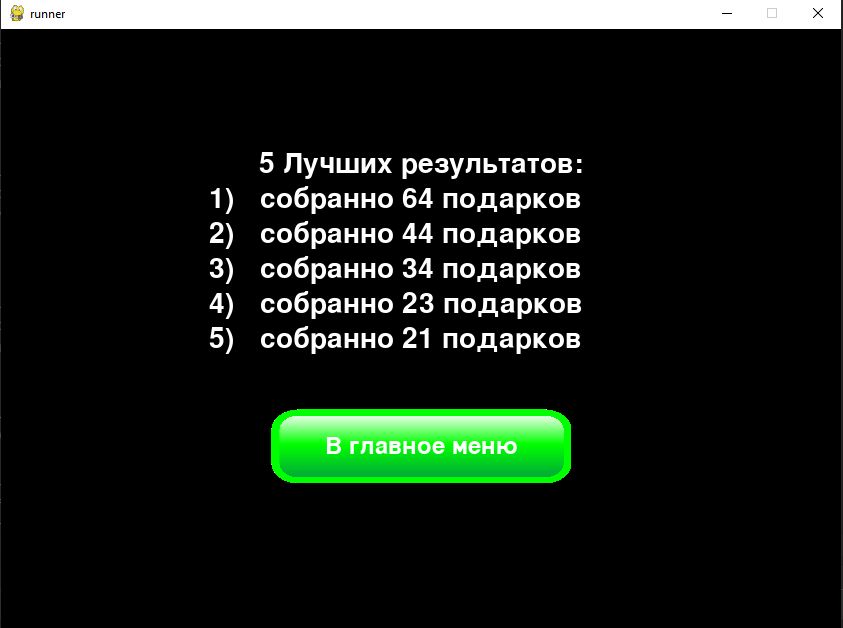 runner
5 Лучших результатов:
1) собранно 64 подарков
2) собранно 44 подарков
3) собранно 34 подарков
4) собранно 23 подарков
5) собранно 21 подарков
В главное меню